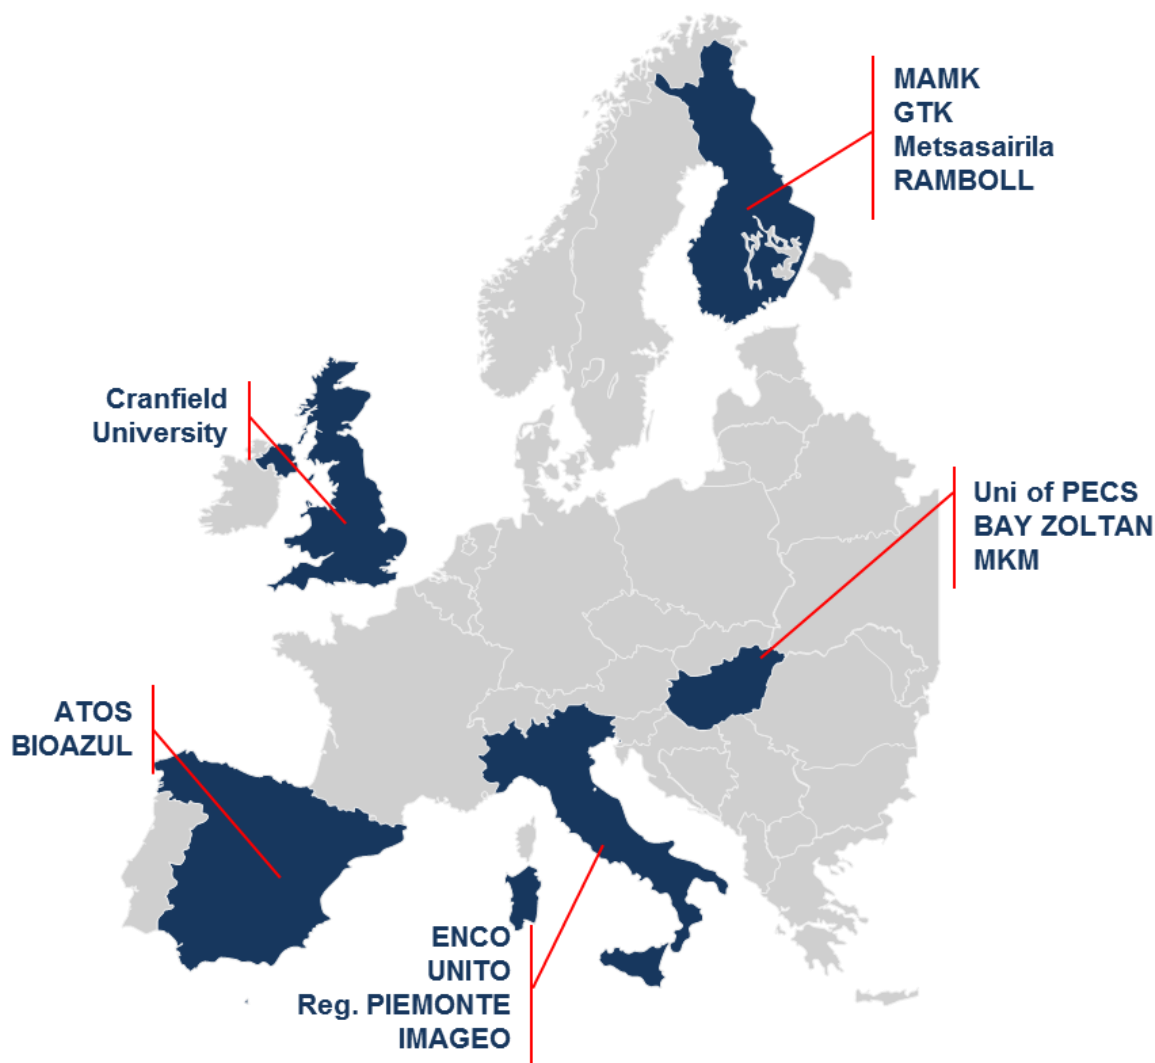 MAMK
GTK
Metsasairila
RAMBOLL
Cranfield
University
Uni of PECS
BAY ZOLTAN
MKM
ATOS
BIOAZUL
ENCO
UNITO
Reg. PIEMONTE
IMAGEO